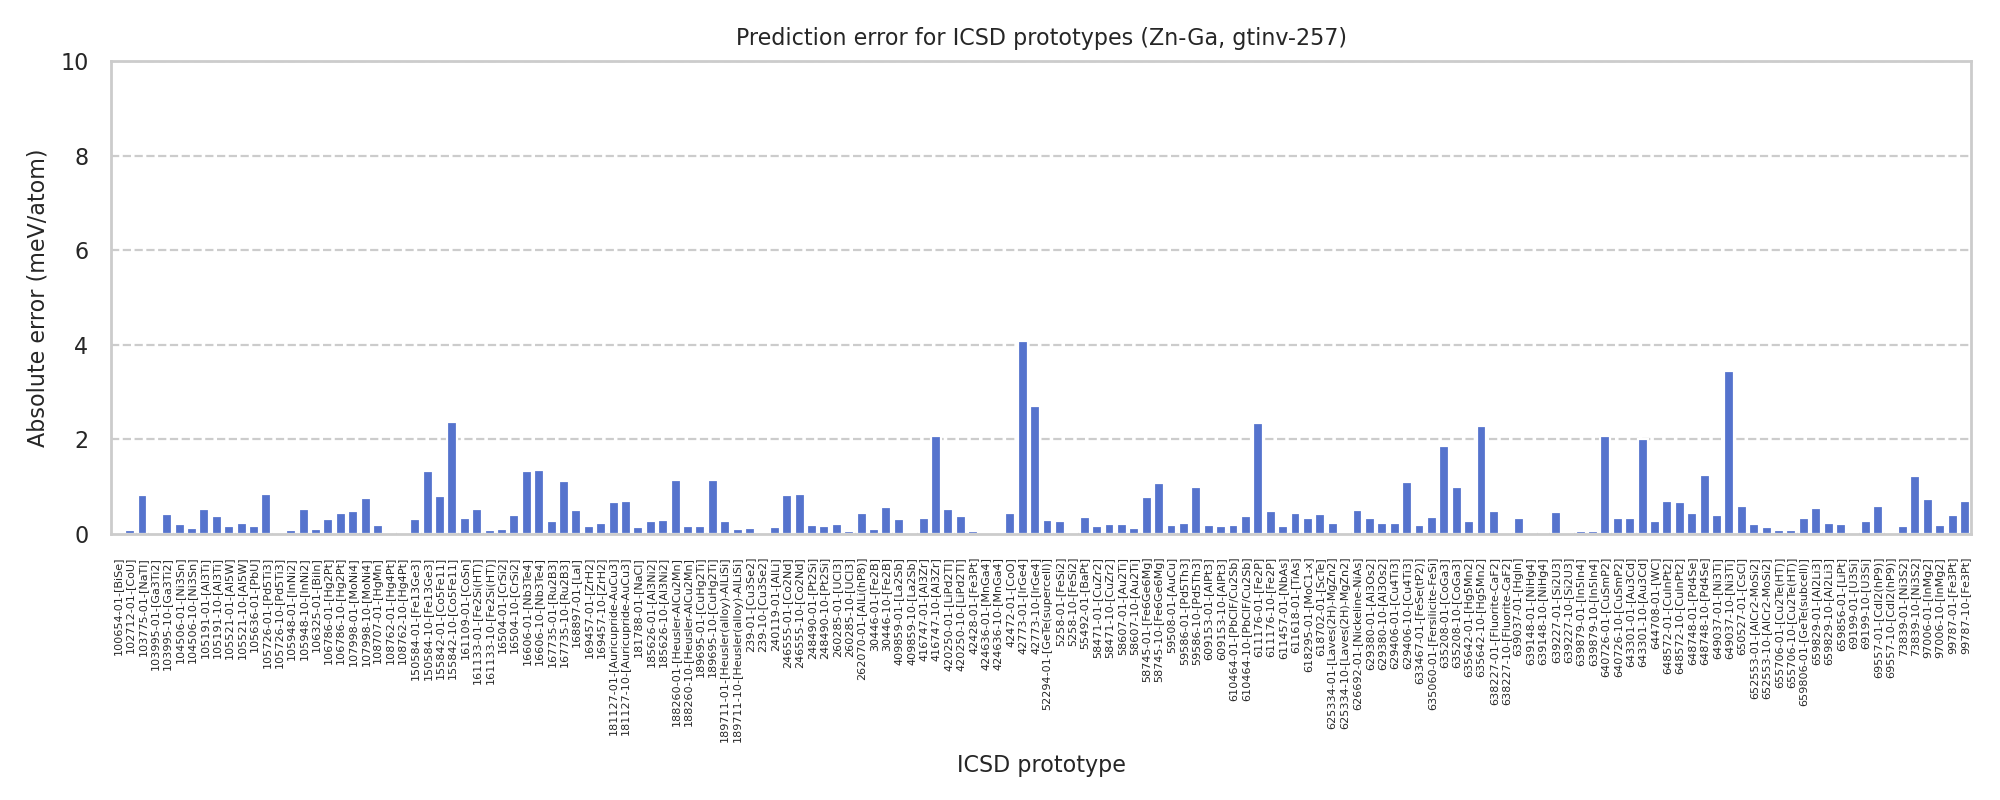 Prediction error for ICSD prototypes (Zn-Ga, gtinv-257)
10
8
6
4
2
0
Absolute error (meV/atom)
100654-01-[BiSe]
102712-01-[CoU]
103775-01-[NaTl]
103995-01-[Ga3Ti2]
103995-10-[Ga3Ti2]
104506-01-[Ni3Sn]
104506-10-[Ni3Sn]
105191-01-[Al3Ti]
105191-10-[Al3Ti]
105521-01-[Al5W]
105521-10-[Al5W]
105636-01-[PbU]
105726-01-[Pd5Ti3]
105726-10-[Pd5Ti3]
105948-01-[InNi2]
105948-10-[InNi2]
106325-01-[BiIn]
106786-01-[Hg2Pt]
106786-10-[Hg2Pt]
107998-01-[MoNi4]
107998-10-[MoNi4]
108707-01-[HgMn]
108762-01-[Hg4Pt]
108762-10-[Hg4Pt]
150584-01-[Fe13Ge3]
150584-10-[Fe13Ge3]
155842-01-[Co5Fe11]
155842-10-[Co5Fe11]
161109-01-[CoSn]
161133-01-[Fe2Si(HT)]
161133-10-[Fe2Si(HT)]
16504-01-[CrSi2]
16504-10-[CrSi2]
16606-01-[Nb3Te4]
16606-10-[Nb3Te4]
167735-01-[Ru2B3]
167735-10-[Ru2B3]
168897-01-[LaI]
169457-01-[ZrH2]
169457-10-[ZrH2]
181127-01-[Auricupride-AuCu3]
181127-10-[Auricupride-AuCu3]
181788-01-[NaCl]
185626-01-[Al3Ni2]
185626-10-[Al3Ni2]
188260-01-[Heusler-AlCu2Mn]
188260-10-[Heusler-AlCu2Mn]
189695-01-[CuHg2Ti]
189695-10-[CuHg2Ti]
189711-01-[Heusler(alloy)-AlLiSi]
189711-10-[Heusler(alloy)-AlLiSi]
239-01-[Cu3Se2]
239-10-[Cu3Se2]
240119-01-[AlLi]
246555-01-[Co2Nd]
246555-10-[Co2Nd]
248490-01-[Pt2Si]
248490-10-[Pt2Si]
260285-01-[UCl3]
260285-10-[UCl3]
262070-01-[AlLi(hP8)]
30446-01-[Fe2B]
30446-10-[Fe2B]
409859-01-[La2Sb]
409859-10-[La2Sb]
416747-01-[Al3Zr]
416747-10-[Al3Zr]
420250-01-[LiPd2Tl]
420250-10-[LiPd2Tl]
42428-01-[Fe3Pt]
424636-01-[MnGa4]
424636-10-[MnGa4]
42472-01-[CoO]
42773-01-[IrGe4]
42773-10-[IrGe4]
52294-01-[GeTe(supercell)]
5258-01-[FeSi2]
5258-10-[FeSi2]
55492-01-[BaPt]
58471-01-[CuZr2]
58471-10-[CuZr2]
58607-01-[Au2Ti]
58607-10-[Au2Ti]
58745-01-[Fe6Ge6Mg]
58745-10-[Fe6Ge6Mg]
59508-01-[AuCu]
59586-01-[Pd5Th3]
59586-10-[Pd5Th3]
609153-01-[AlPt3]
609153-10-[AlPt3]
610464-01-[PbClF/Cu2Sb]
610464-10-[PbClF/Cu2Sb]
611176-01-[Fe2P]
611176-10-[Fe2P]
611457-01-[NbAs]
611618-01-[TiAs]
618295-01-[MoC1-x]
618702-01-[ScTe]
625334-01-[Laves(2H)-MgZn2]
625334-10-[Laves(2H)-MgZn2]
626692-01-[Nickeline-NiAs]
629380-01-[Al3Os2]
629380-10-[Al3Os2]
629406-01-[Cu4Ti3]
629406-10-[Cu4Ti3]
633467-01-[FeSe(tP2)]
635060-01-[Fersilicite-FeSi]
635208-01-[CoGa3]
635208-10-[CoGa3]
635642-01-[Hg5Mn2]
635642-10-[Hg5Mn2]
638227-01-[Fluorite-CaF2]
638227-10-[Fluorite-CaF2]
639037-01-[HgIn]
639148-01-[NiHg4]
639148-10-[NiHg4]
639227-01-[Si2U3]
639227-10-[Si2U3]
639879-01-[In5In4]
639879-10-[In5In4]
640726-01-[CuSmP2]
640726-10-[CuSmP2]
643301-01-[Au3Cd]
643301-10-[Au3Cd]
644708-01-[WC]
648572-01-[CuInPt2]
648572-10-[CuInPt2]
648748-01-[Pd4Se]
648748-10-[Pd4Se]
649037-01-[Ni3Ti]
649037-10-[Ni3Ti]
650527-01-[CsCl]
652553-01-[AlCr2-MoSi2]
652553-10-[AlCr2-MoSi2]
655706-01-[Cu2Te(HT)]
655706-10-[Cu2Te(HT)]
659806-01-[GeTe(subcell)]
659829-01-[Al2Li3]
659829-10-[Al2Li3]
659856-01-[LiPt]
69199-01-[U3Si]
69199-10-[U3Si]
69557-01-[CdI2(hP9)]
69557-10-[CdI2(hP9)]
73839-01-[Ni3S2]
73839-10-[Ni3S2]
97006-01-[InMg2]
97006-10-[InMg2]
99787-01-[Fe3Pt]
99787-10-[Fe3Pt]
ICSD prototype